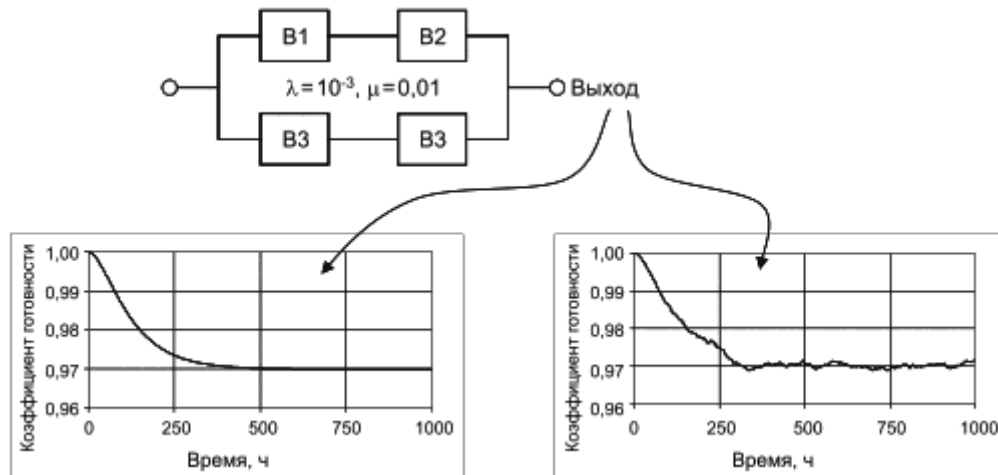 B1 B2
λ = 10⁻³, μ = 0,01
Выход
B3 B3
Коэффициент готовности
1,00
0,99
0,98
0,97
0,96
0 250 500 750 1000
Время, ч
Коэффициент готовности
1,00
0,99
0,98
0,97
0,96
0 250 500 750 1000
Время, ч